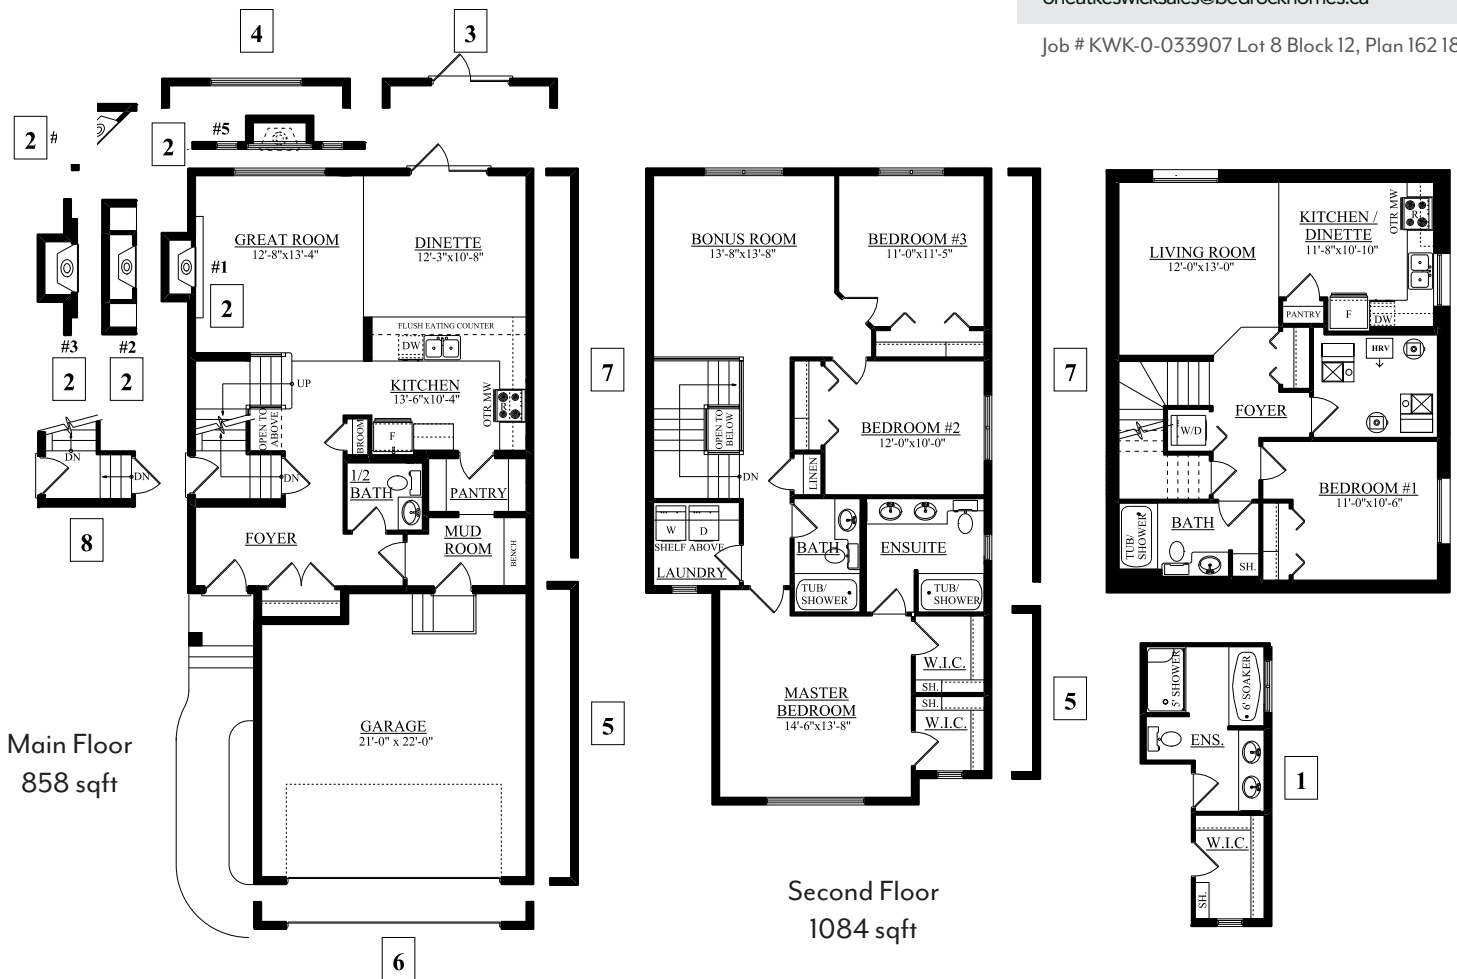 oneatkeswicksales@bedrockhomes.ca
Job # KWK-0-033907 Lot 8 Block 12, Plan 162 18
4
3
2
#
2
#5
GREAT ROOM
12'-8"x13'-4"
DINETTE
12'-3"x10'-8"
#1
2
#3
2
#2
2
FLUSH EATING COUNTER
DW
UP
KITCHEN
13'-6"x10'-4"
OTR MW
R
OPEN TO
ABOVE
BROOM
F
DN
DN
DN
8
1/2
BATH
PANTRY
FOYER
MUD
ROOM
BENCH
GARAGE
21'-0" x 22'-0"
Main Floor
858 sqft
7
5
6
BONUS ROOM
13'-8"x13'-8"
BEDROOM #3
11'-0"x11'-5"
OPEN TO
BELOW
DN
BEDROOM #2
12'-0"x10'-0"
LINEN
W
D
SHELF ABOVE
LAUNDRY
BATH
ENSUITE
TUB/
SHOWER
TUB/
SHOWER
W.I.C.
SH.
SH.
W.I.C.
MASTER
BEDROOM
14'-6"x13'-8"
Second Floor
1084 sqft
7
5
LIVING ROOM
12'-0"x13'-0"
KITCHEN /
DINETTE
11'-8"x10'-10"
OTR MW
R
PANTRY
F
DW
HRV
FOYER
W/D
BEDROOM #1
11'-0"x10'-6"
BATH
TUB/
SHOWER
SH.
5' SHOWER
6' SOAKER
ENS.
W.I.C.
SH.
1